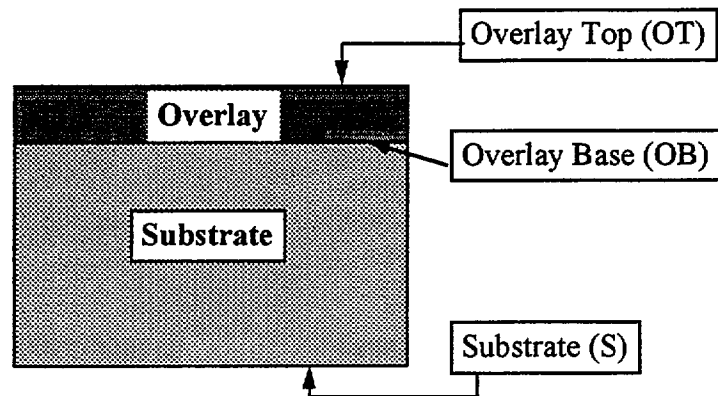 Overlay Top (OT)
Overlay
Overlay Base (OB)
Substrate
Substrate (S)